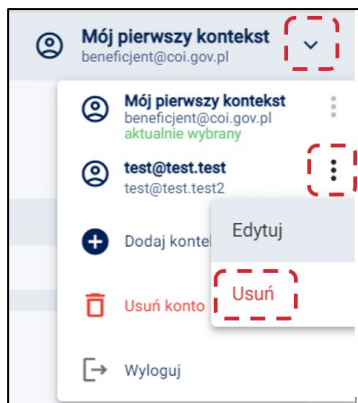 Mój pierwszy kontekst
beneficjent@coi.gov.pl
Mój pierwszy kontekst
beneficjent@coi.gov.pl
aktualnie wybrany
test@test.test
test@test.test2
Edytuj
Dodaj kontek
Usuń
Usuń konto
Wyloguj